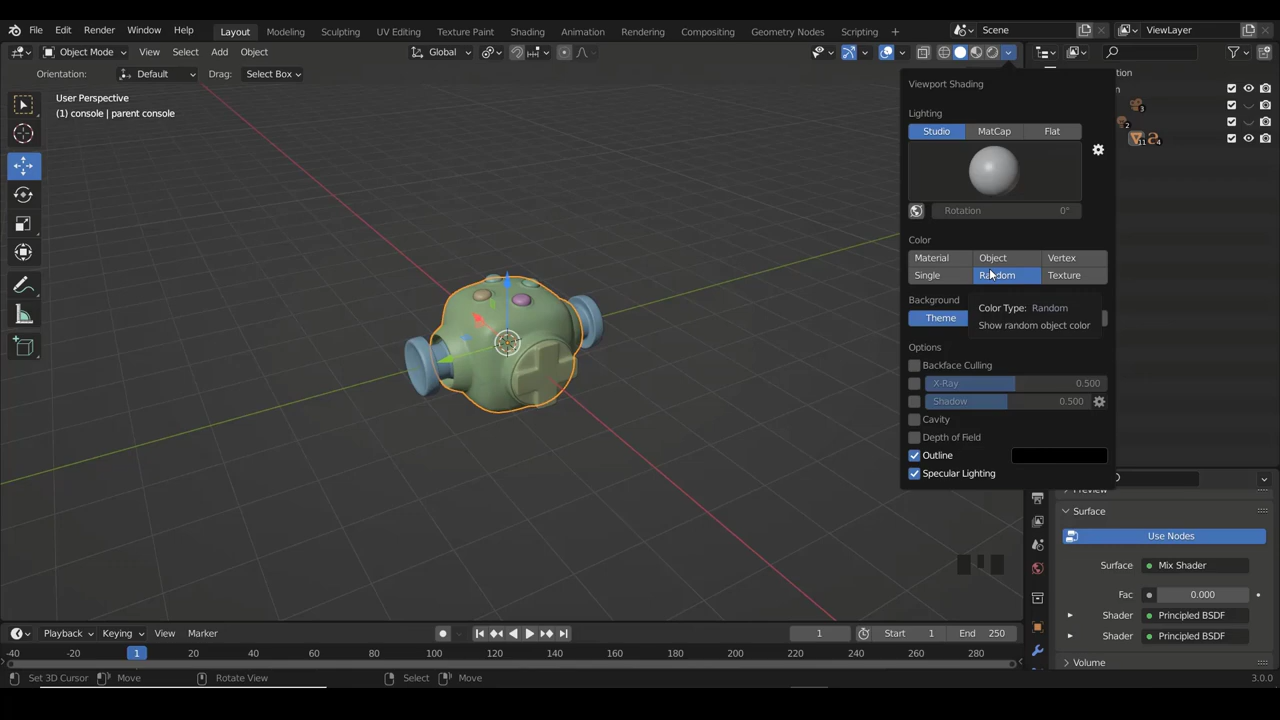 File Edit Render Window Help Layout Modeling Sculpting UV Editing Texture Paint Shading Animation Rendering Compositing Geometry Nodes Scripting Scene ViewLayer
Object Mode View Select Add Object Global
Orientation: Default Drag: Select Box
User Perspective
(1) console | parent console
Viewport Shading
Lighting
Studio MatCap Flat
Rotation 0°
Color
Material Object Vertex
Single Random Texture
Background
Theme
Color Type: Random
Show random object color
Options
Backface Culling
X-Ray 0.500
Shadow 0.500
Cavity
Depth of Field
Outline
Specular Lighting
3
2
11 4
Surface
Use Nodes
Surface Mix Shader
Fac 0.000
Shader Principled BSDF
Shader Principled BSDF
Volume
Playback Keying View Marker 1 Start 1 End 250
-40 -20 1 20 40 60 80 100 120 140 160 180 200 220 240 260 280
Set 3D Cursor Move Rotate View Select Move 3.0.0